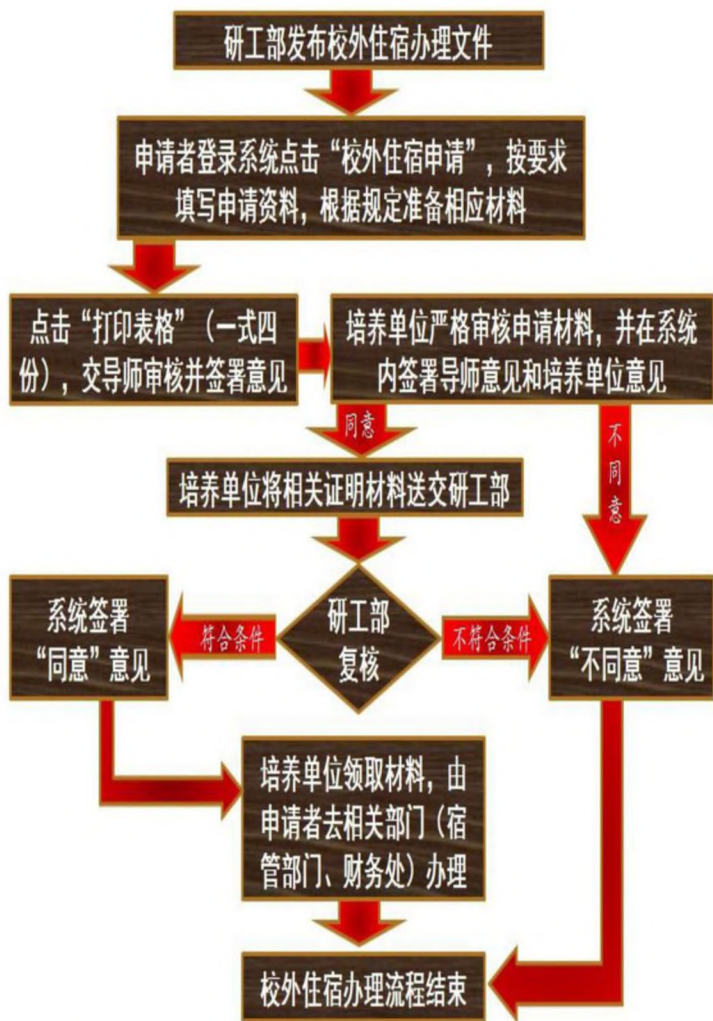 研工部发布校外住宿办理文件
申请者登录系统点击“校外住宿申请”，按要求
填写申请资料，根据规定准备相应材料
点击“打印表格”（一式四
份），交导师审核并签署意见
培养单位严格审核申请材料，并在系统
内签署导师意见和培养单位意见
同意
不同意
培养单位将相关证明材料送交研工部
系统签署
“同意”意见
符合条件
研工部
复核
不符合条件
系统签署
“不同意”意见
培养单位领取材料，由
申请者去相关部门（宿
管部门、财务处）办理
校外住宿办理流程结束